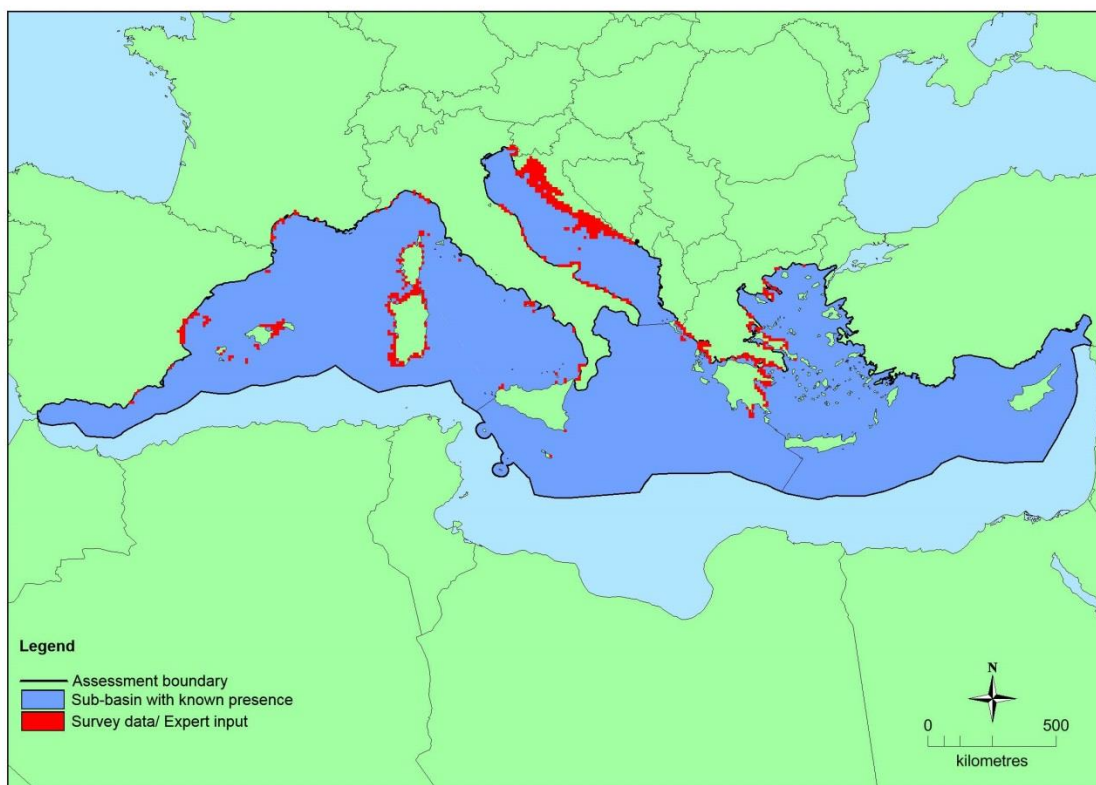 Legend
Assessment boundary
Sub-basin with known presence
Survey data/ Expert input
N
0 500
kilometres